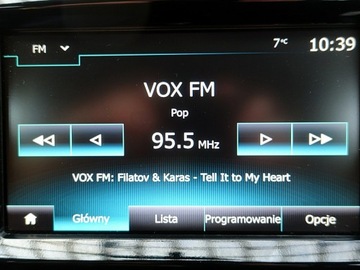 FM 7°C 10:39
VOX FM
Pop
95.5 MHz
VOX FM: Filatov & Karas - Tell It to My Heart
Główny Lista Programowanie Opcje